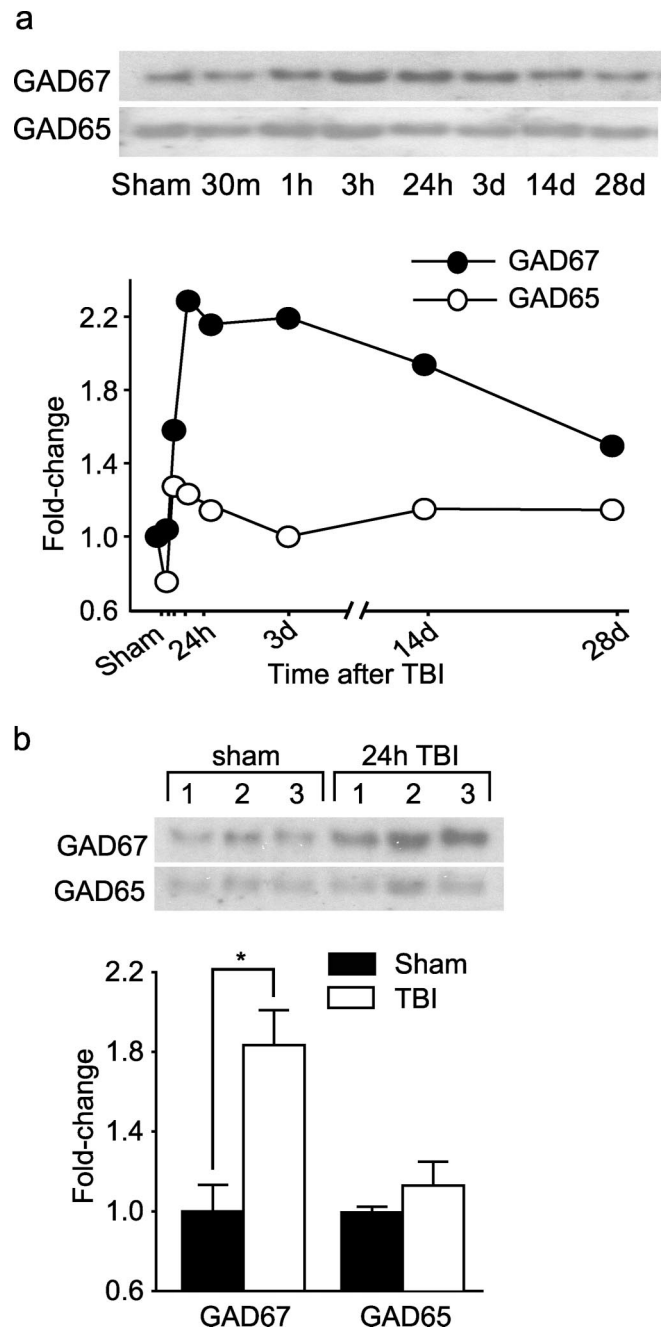 a
GAD67
GAD65
Sham 30m 1h 3h 24h 3d 14d 28d
GAD67
GAD65
2.2
1.8
1.4
1.0
0.6
Fold-change
Sham 24h 3d 14d 28d
Time after TBI
b
sham 24h TBI
1 2 3 1 2 3
GAD67
GAD65
* Sham
TBI
2.2
1.8
1.4
1.0
0.6
Fold-change
GAD67 GAD65